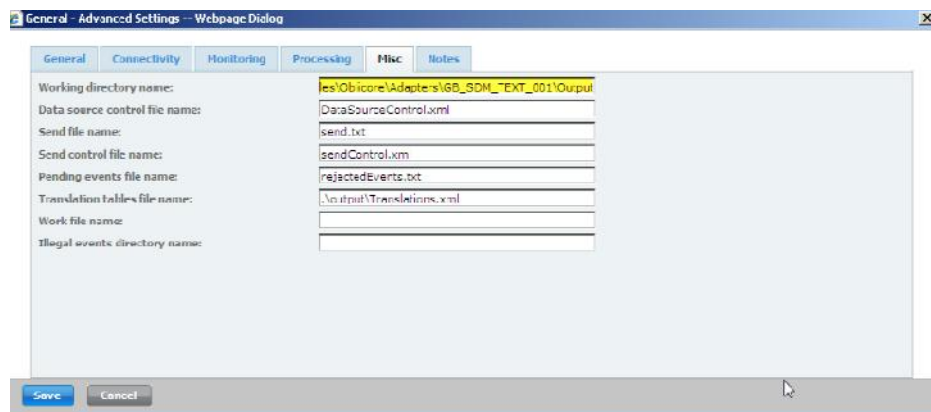 General - Advanced Settings -- Webpage Dialog
General Connectivity Monitoring Processing Misc Notes
Working directory name: les\Oblicore\Adapters\GB_SDM_TEXT_001\Output
Data source control file name: DataSourceControl.xml
Send file name: send.txt
Send control file name: sendControl.xm
Pending events file name: rejectedEvents.txt
Translation tables file name: .\output\Translations.xml
Work file name:
Illegal events directory name:
Save Cancel